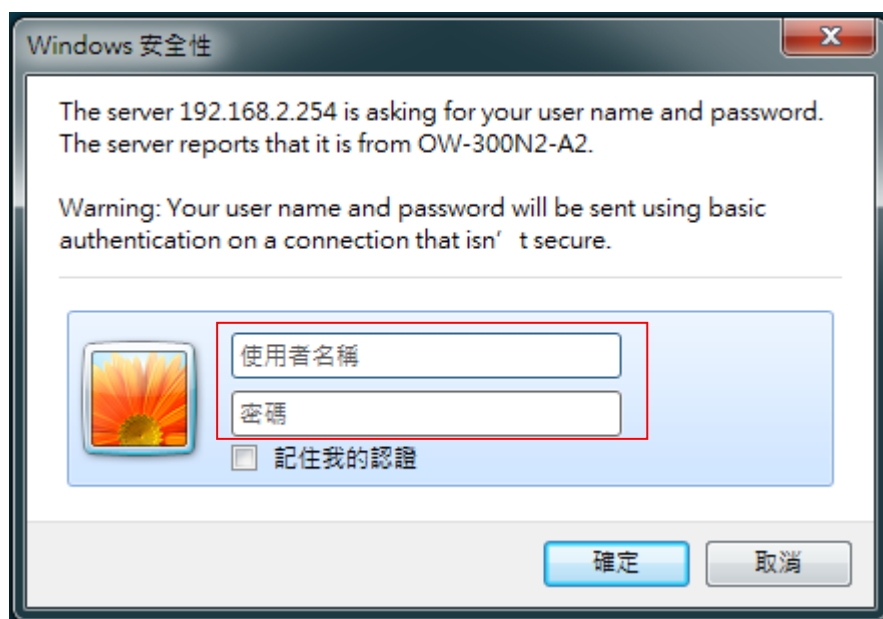 Windows 安全性
The server 192.168.2.254 is asking for your user name and password.
The server reports that it is from OW-300N2-A2.
Warning: Your user name and password will be sent using basic
authentication on a connection that isn’ t secure.
使用者名稱
密碼
記住我的認證
確定
取消